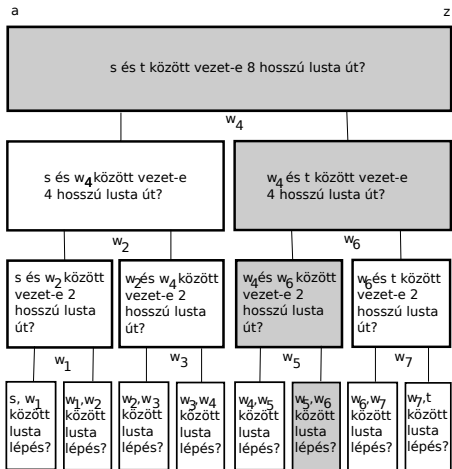 a z
s és t között vezet-e 8 hosszú lusta út?
w4
s és w4 között vezet-e
4 hosszú lusta út?
w4 és t között vezet-e
4 hosszú lusta út?
w2
w6
s és w2 között
vezet-e 2
hosszú lusta
út?
w2 és w4 között
vezet-e 2
hosszú lusta
út?
w4 és w6 között
vezet-e 2
hosszú lusta
út?
w6 és t között
vezet-e 2
hosszú lusta
út?
w1
w3
w5
w7
s, w1
között
lusta
lépés?
w1,w2
között
lusta
lépés?
w2,w3
között
lusta
lépés?
w3,w4
között
lusta
lépés?
w4,w5
között
lusta
lépés?
w5,w6
között
lusta
lépés?
w6,w7
között
lusta
lépés?
w7,t
között
lusta
lépés?